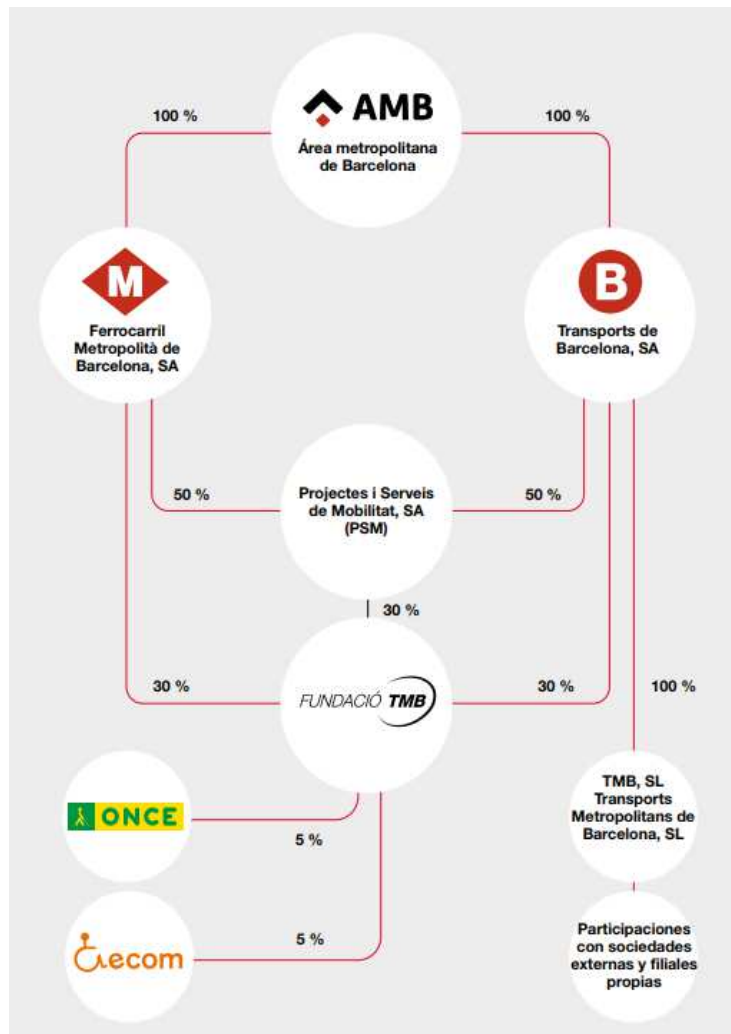 AMB
100 %
100 %
Área metropolitana
de Barcelona
M
Ferrocarril
Metropolità de
Barcelona, SA
B
Transports de
Barcelona, SA
50 %
Projectes i Serveis
de Mobilitat, SA
(PSM)
50 %
30 %
30 %
FUNDACIÓ TMB
30 %
100 %
ONCE
5 %
TMB, SL
Transports
Metropolitans de
Barcelona, SL
ecom
5 %
Participaciones
con sociedades
externas y filiales
propias